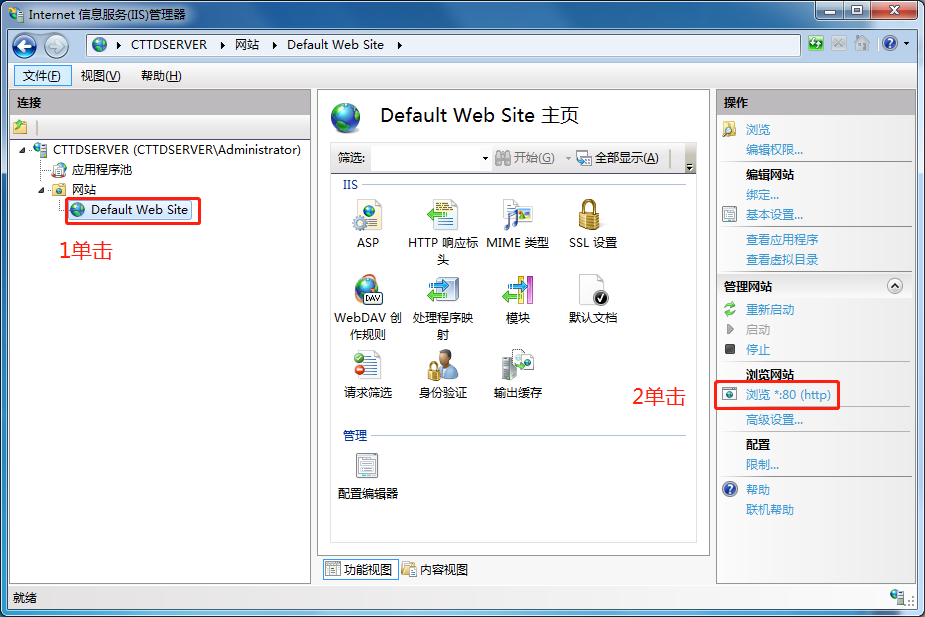 Internet 信息服务(IIS)管理器
CTTDSERVER 网站 Default Web Site
文件(F) 视图(V) 帮助(H)
连接
CTTDSERVER (CTTDSERVER\Administrator)
应用程序池
网站
Default Web Site
1单击
Default Web Site 主页
筛选: 开始(G) 全部显示(A)
IIS
ASP
HTTP 响应标
头
MIME 类型
SSL 设置
DAV
WebDAV 创
作规则
处理程序映
射
模块
默认文档
请求筛选
身份验证
输出缓存
2单击
管理
配置编辑器
功能视图 内容视图
操作
浏览
编辑权限...
编辑网站
绑定...
基本设置...
查看应用程序
查看虚拟目录
管理网站
重新启动
启动
停止
浏览网站
浏览 *:80 (http)
高级设置...
配置
限制...
帮助
联机帮助
就绪